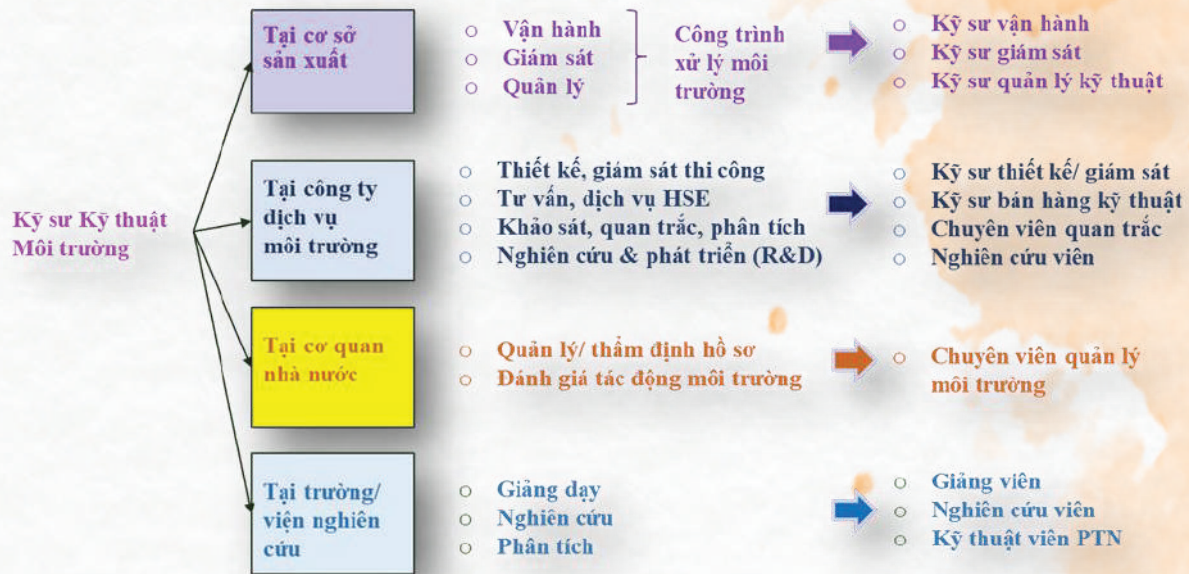 Kỹ sư Kỹ thuật
Môi trường
Tại cơ sở
sản xuất
Vận hành
Giám sát
Quản lý
Công trình
xử lý môi
trường
Kỹ sư vận hành
Kỹ sư giám sát
Kỹ sư quản lý kỹ thuật
Tại công ty
dịch vụ
môi trường
Thiết kế, giám sát thi công
Tư vấn, dịch vụ HSE
Khảo sát, quan trắc, phân tích
Nghiên cứu & phát triển (R&D)
Kỹ sư thiết kế/ giám sát
Kỹ sư bán hàng kỹ thuật
Chuyên viên quan trắc
Nghiên cứu viên
Tại cơ quan
nhà nước
Quản lý/ thẩm định hồ sơ
Đánh giá tác động môi trường
Chuyên viên quản lý
môi trường
Tại trường/
viện nghiên
cứu
Giảng dạy
Nghiên cứu
Phân tích
Giảng viên
Nghiên cứu viên
Kỹ thuật viên PTN